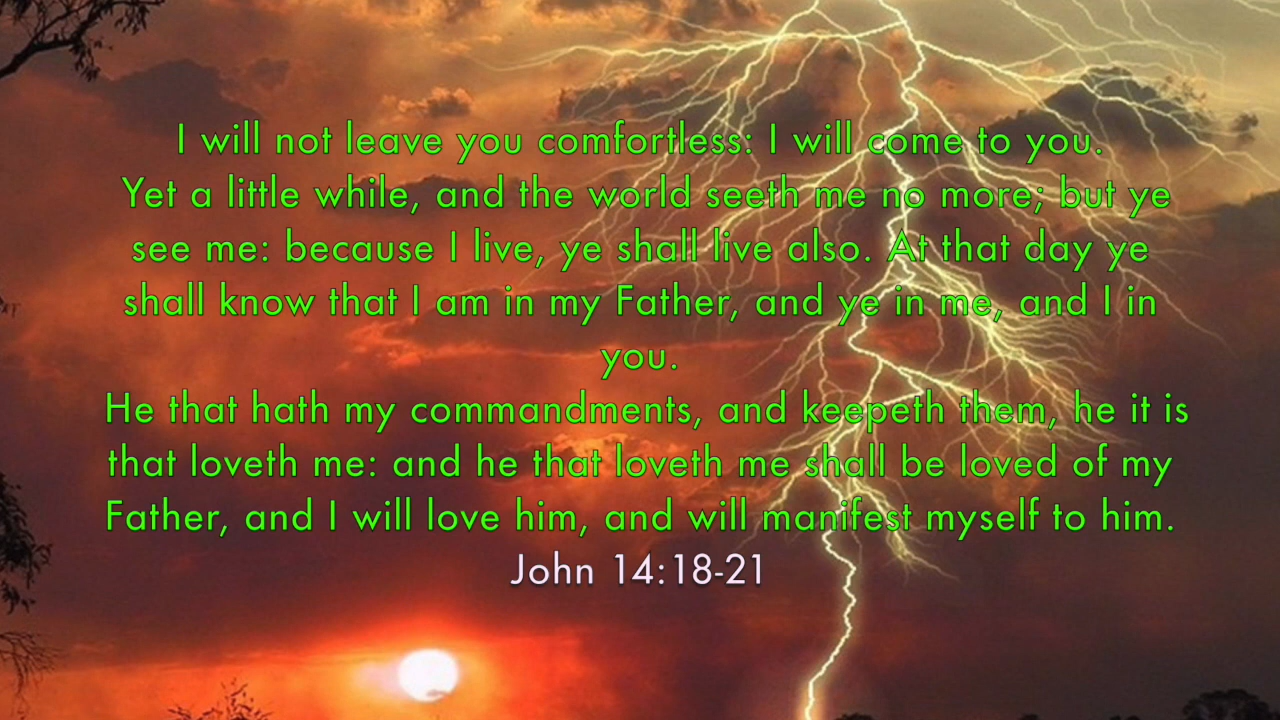 I will not leave you comfortless: I will come to you.
Yet a little while, and the world seeth me no more; but ye
see me: because I live, ye shall live also. At that day ye
shall know that I am in my Father, and ye in me, and I in
you.
He that hath my commandments, and keepeth them, he it is
that loveth me: and he that loveth me shall be loved of my
Father, and I will love him, and will manifest myself to him.
John 14:18-21